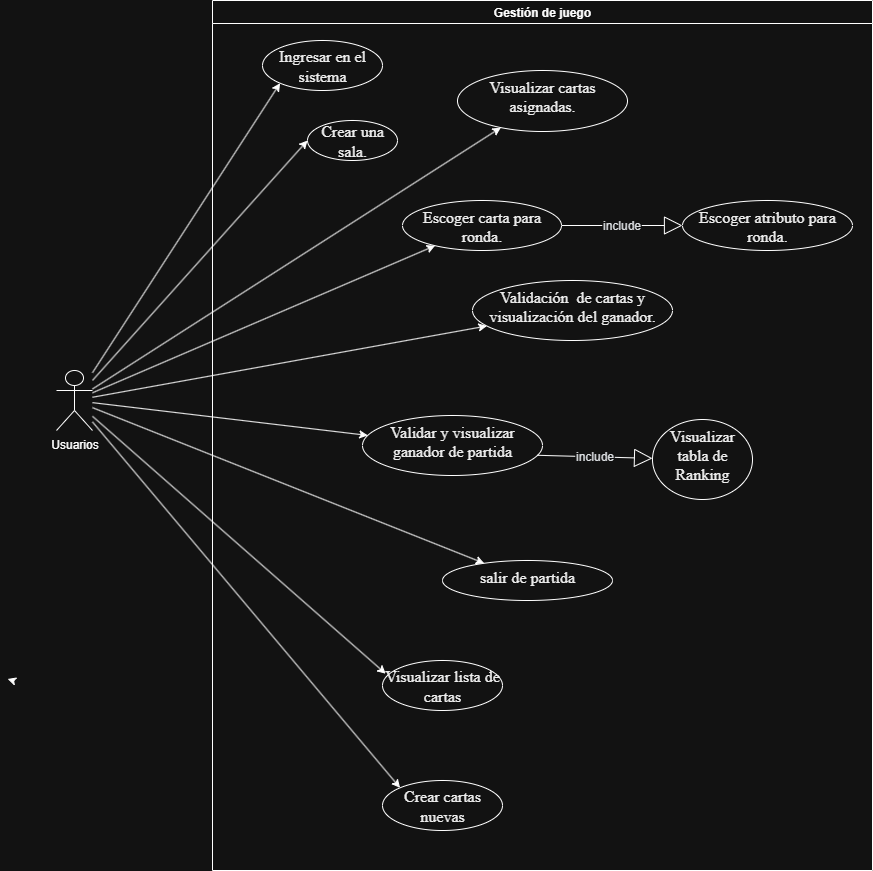 Gestión de juego
Ingresar en el
sistema
Visualizar cartas
asignadas.
Crear una
sala.
Escoger carta para
ronda.
include
Escoger atributo para
ronda.
Validación de cartas y
visualización del ganador.
Usuarios
Validar y visualizar
ganador de partida
include
Visualizar
tabla de
Ranking
salir de partida
Visualizar lista de
cartas
Crear cartas
nuevas